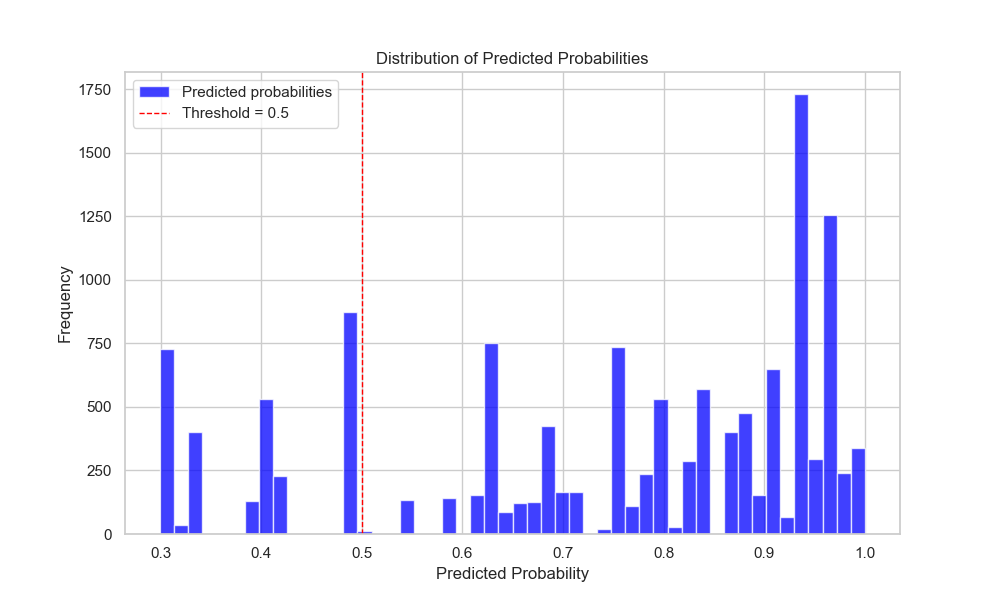 Distribution of Predicted Probabilities
Predicted probabilities
Threshold = 0.5
1750
1500
1250
1000
750
500
250
0
Frequency
0.3 0.4 0.5 0.6 0.7 0.8 0.9 1.0
Predicted Probability